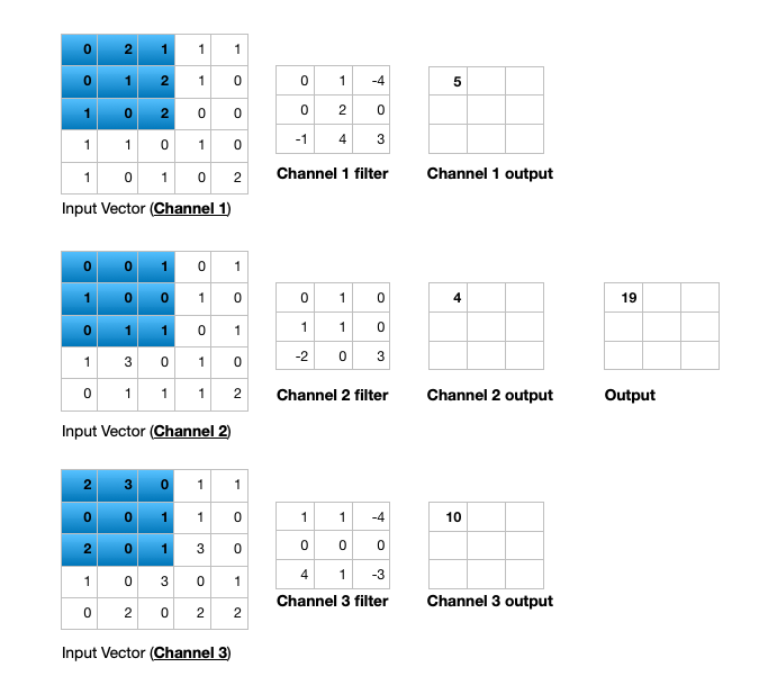 0 2 1 1 1
0 1 2 1 0
1 0 2 0 0
1 1 0 1 0
1 0 1 0 2
Input Vector (Channel 1)
0 1 -4
0 2 0
-1 4 3
Channel 1 filter
5
Channel 1 output
0 0 1 0 1
1 0 0 1 0
0 1 1 0 1
1 3 0 1 0
0 1 1 1 2
Input Vector (Channel 2)
0 1 0
1 1 0
-2 0 3
Channel 2 filter
4
Channel 2 output
19
Output
2 3 0 1 1
0 0 1 1 0
2 0 1 3 0
1 0 3 0 1
0 2 0 2 2
Input Vector (Channel 3)
1 1 -4
0 0 0
4 1 -3
Channel 3 filter
10
Channel 3 output